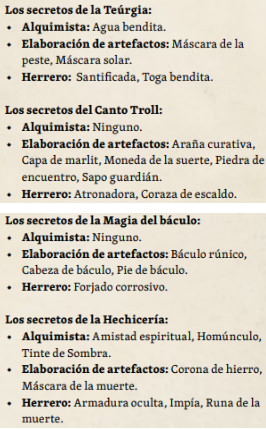 Los secretos de la Teúrgia:
• Alquimista: Agua bendita.
• Elaboración de artefactos: Máscara de la
peste, Máscara solar.
• Herrero: Santificada, Toga bendita.
Los secretos del Canto Troll:
• Alquimista: Ninguno.
• Elaboración de artefactos: Araña curativa,
Capa de marlit, Moneda de la suerte, Piedra de
encuentro, Sapo guardián.
• Herrero: Atronadora, Coraza de escaldo.
Los secretos de la Magia del báculo:
• Alquimista: Ninguno.
• Elaboración de artefactos: Báculo rúnico,
Cabeza de báculo, Pie de báculo.
• Herrero: Forjado corrosivo.
Los secretos de la Hechicería:
• Alquimista: Amistad espiritual, Homúnculo,
Tinte de Sombra.
• Elaboración de artefactos: Corona de hierro,
Máscara de la muerte.
• Herrero: Armadura oculta, Impía, Runa de la
muerte.